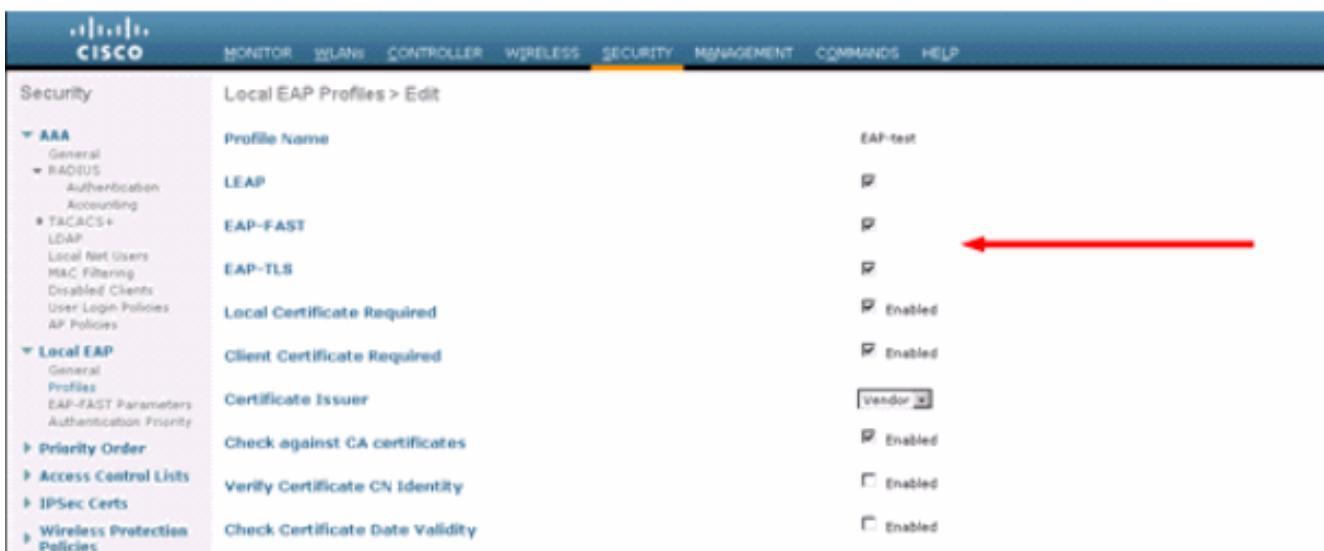 CISCO
MONITOR WLANs CONTROLLER WIRELESS SECURITY MANAGEMENT COMMANDS HELP
Security
AAA
General
RADIUS
Authentication
Accounting
TACACS+
LDAP
Local Net Users
MAC Filtering
Disabled Clients
User Login Policies
AP Policies
Local EAP
General
Profiles
EAP-FAST Parameters
Authentication Priority
Priority Order
Access Control Lists
IPSec Certs
Wireless Protection
Policies
Local EAP Profiles > Edit
Profile Name EAP-test
LEAP
EAP-FAST
EAP-TLS
Local Certificate Required Enabled
Client Certificate Required Enabled
Certificate Issuer Vendor
Check against CA certificates Enabled
Verify Certificate CN Identity Enabled
Check Certificate Date Validity Enabled